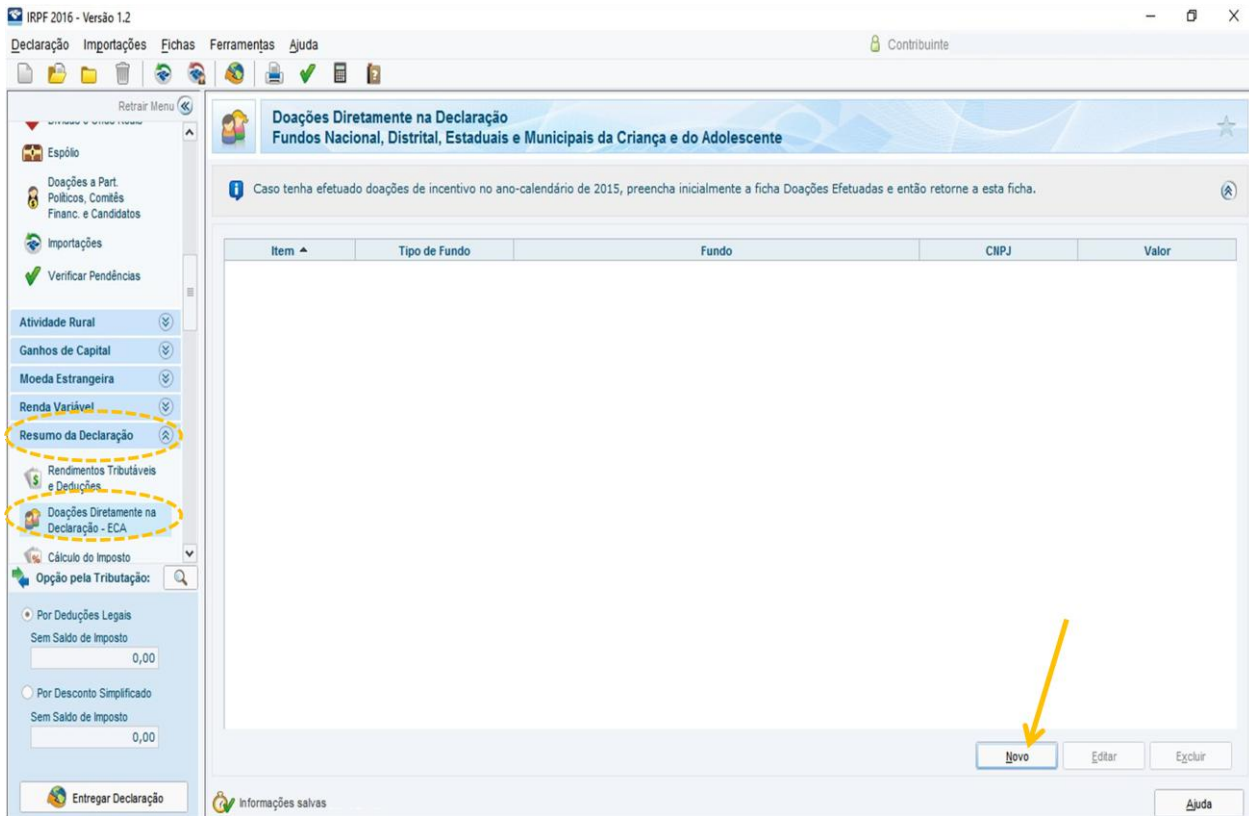 IRPF 2016 - Versão 1.2
Declaração Importações Fichas Ferramentas Ajuda
Contribuinte
Retrair Menu
Espólio
Doações a Part.
Políticos, Comitês
Financ. e Candidatos
Importações
Verificar Pendências
Atividade Rural
Ganhos de Capital
Moeda Estrangeira
Renda Variável
Resumo da Declaração
Rendimentos Tributáveis
e Deduções
Doações Diretamente na
Declaração - ECA
Cálculo do Imposto
Opção pela Tributação:
Por Deduções Legais
Sem Saldo de Imposto
0,00
Por Desconto Simplificado
Sem Saldo de Imposto
0,00
Entregar Declaração
Doações Diretamente na Declaração
Fundos Nacional, Distrital, Estaduais e Municipais da Criança e do Adolescente
Caso tenha efetuado doações de incentivo no ano-calendário de 2015, preencha inicialmente a ficha Doações Efetuadas e então retorne a esta ficha.
Item Tipo de Fundo Fundo CNPJ Valor
Novo Editar Excluir
Informações salvas
Ajuda